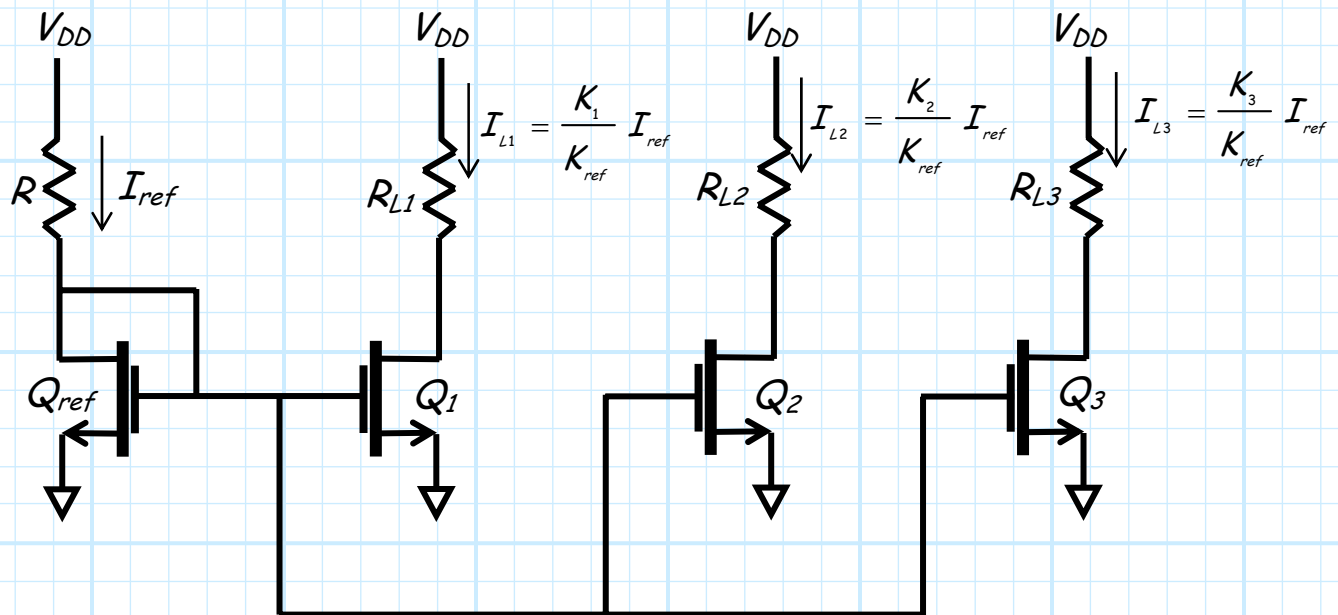 V_DD V_DD V_DD V_DD
R I_ref
R_L1 I_L1 = K_1 / K_ref I_ref
R_L2 I_L2 = K_2 / K_ref I_ref
R_L3 I_L3 = K_3 / K_ref I_ref
Q_ref Q_1 Q_2 Q_3